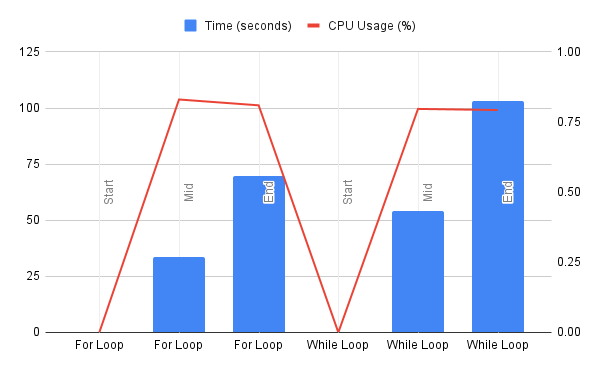 Time (seconds) CPU Usage (%)
125 1.00
100 0.75
75 0.50
50 0.25
25 0.00
0
Start Mid End Start Mid End
For Loop For Loop For Loop While Loop While Loop While Loop